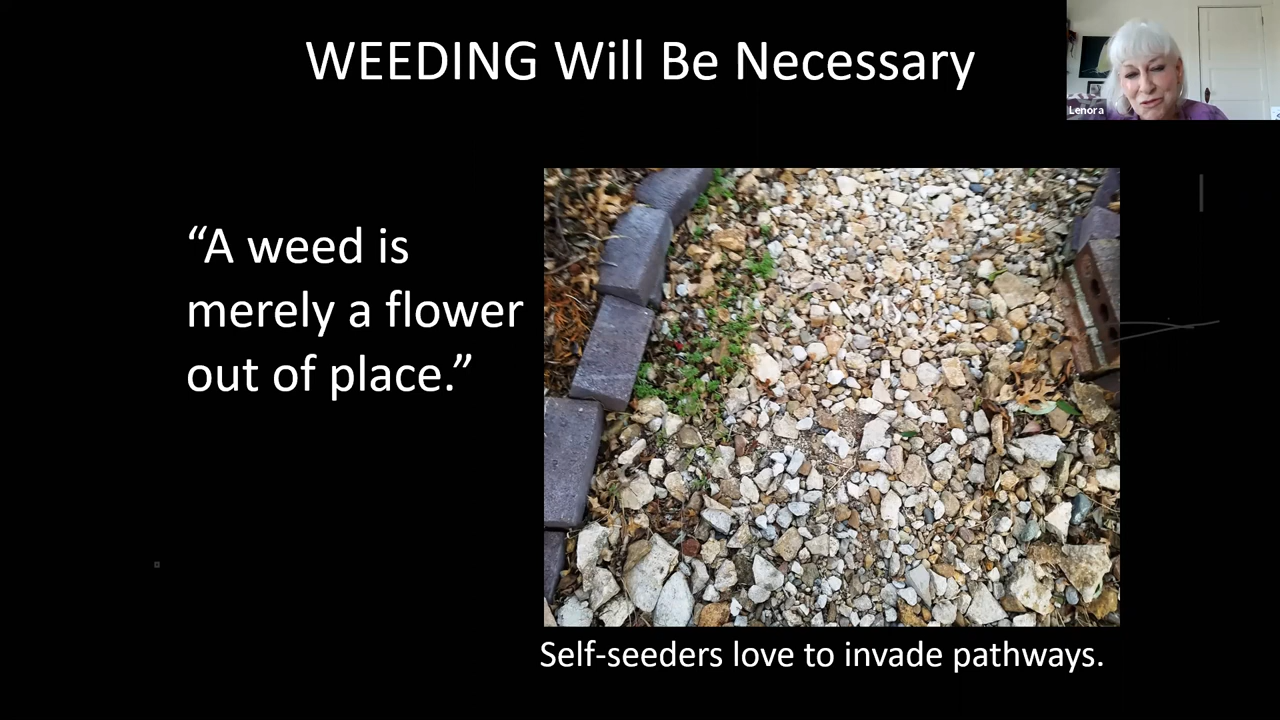 WEEDING Will Be Necessary
Lenora
“A weed is
merely a flower
out of place.”
Self-seeders love to invade pathways.